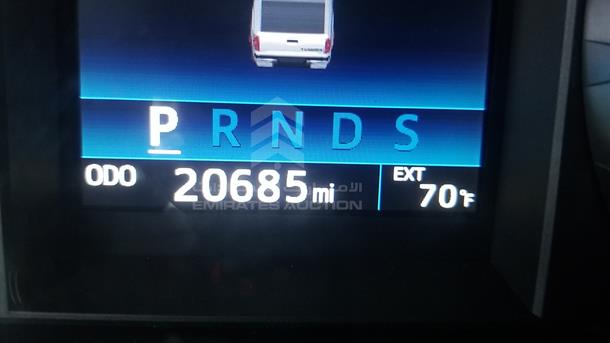 P R N D S
ODO 20685 mi EXT
70°F
EMIRATES AUCTION